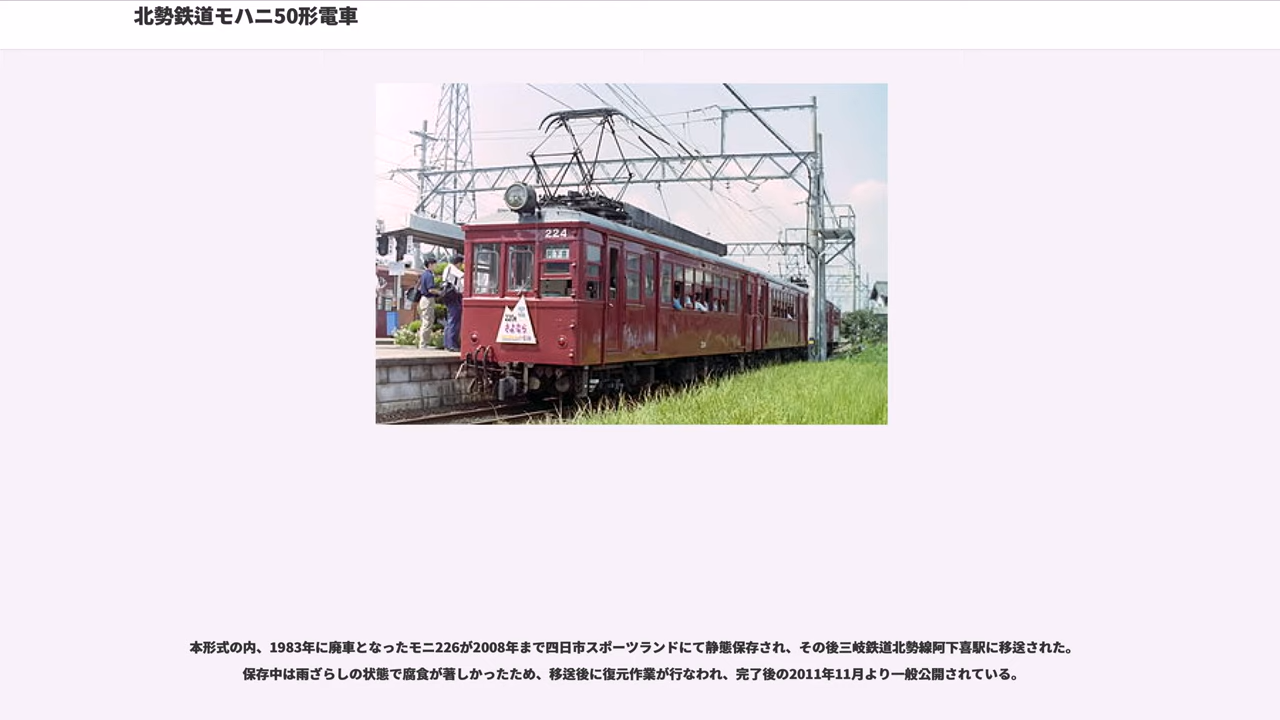 北勢鉄道モハニ50形電車
224
さよなら
本形式の内、1983年に廃車となったモニ226が2008年まで四日市スポーツランドにて静態保存され、その後三岐鉄道北勢線阿下喜駅に移送された。
保存中は雨ざらしの状態で腐食が著しかったため、移送後に復元作業が行なわれ、完了後の2011年11月より一般公開されている。